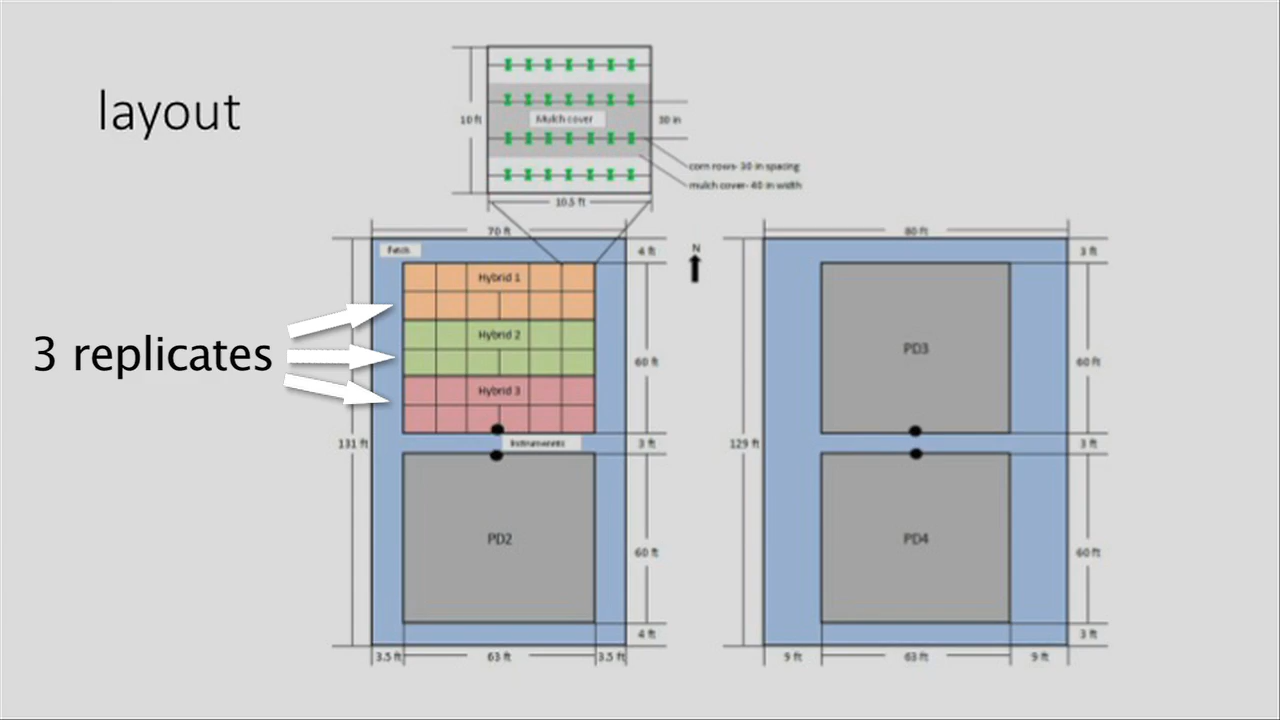 layout
10 ft
Mulch cover
30 in
corn rows- 30 in spacing
mulch cover- 40 in width
10.5 ft
70 ft
80 ft
Fetch
4 ft
N
3 ft
Hybrid 1
Hybrid 2
3 replicates
Hybrid 3
60 ft
PD3
60 ft
131 ft
Instruments
3 ft
129 ft
3 ft
PD2
60 ft
PD4
60 ft
4 ft
3 ft
3.5 ft
63 ft
3.5 ft
9 ft
63 ft
9 ft